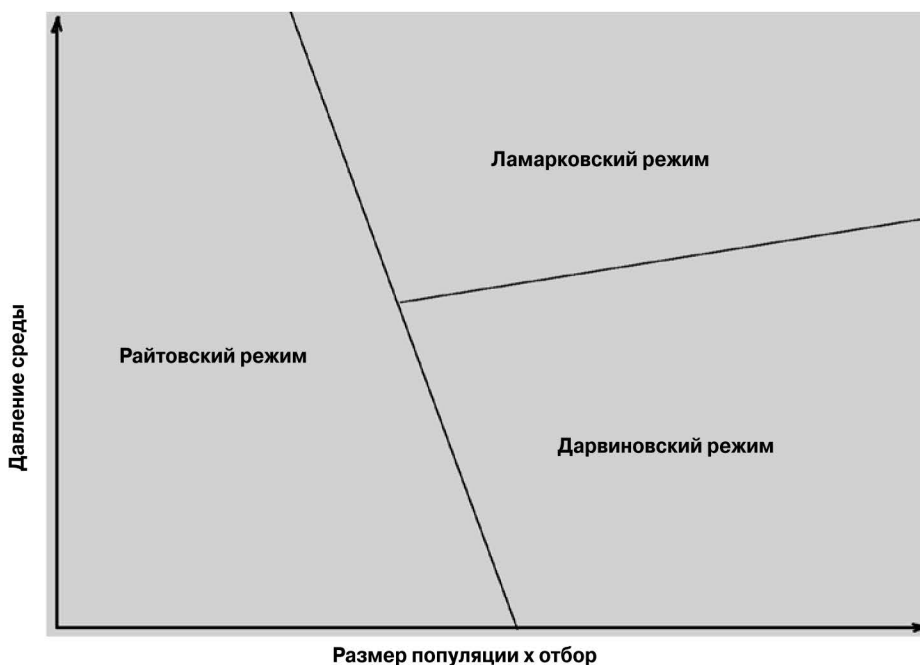 Ламарковский режим
Райтовский режим
Давление среды
Дарвиновский режим
Размер популяции х отбор